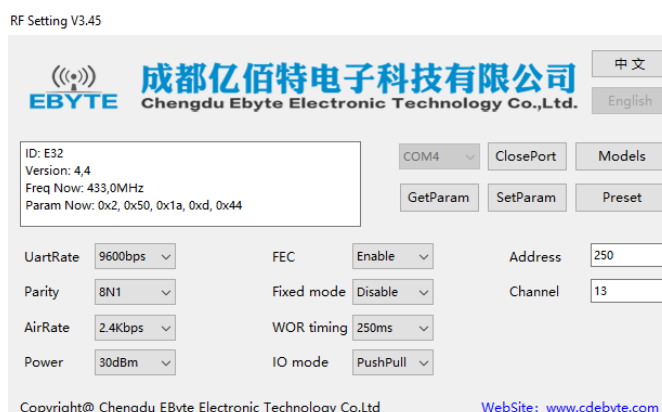 RF Setting V3.45
EBYTE
成都亿佰特电子科技有限公司
Chengdu Ebyte Electronic Technology Co.,Ltd.
中 文
English
ID: E32
Version: 4,4
Freq Now: 433,0MHz
Param Now: 0x2, 0x50, 0x1a, 0xd, 0x44
COM4 ClosePort Models
GetParam SetParam Preset
UartRate 9600bps FEC Enable Address 250
Parity 8N1 Fixed mode Disable Channel 13
AirRate 2.4Kbps WOR timing 250ms
Power 30dBm IO mode PushPull
Copyright@ Chengdu EByte Electronic Technology Co.Ltd WebSite: www.cdebyte.com